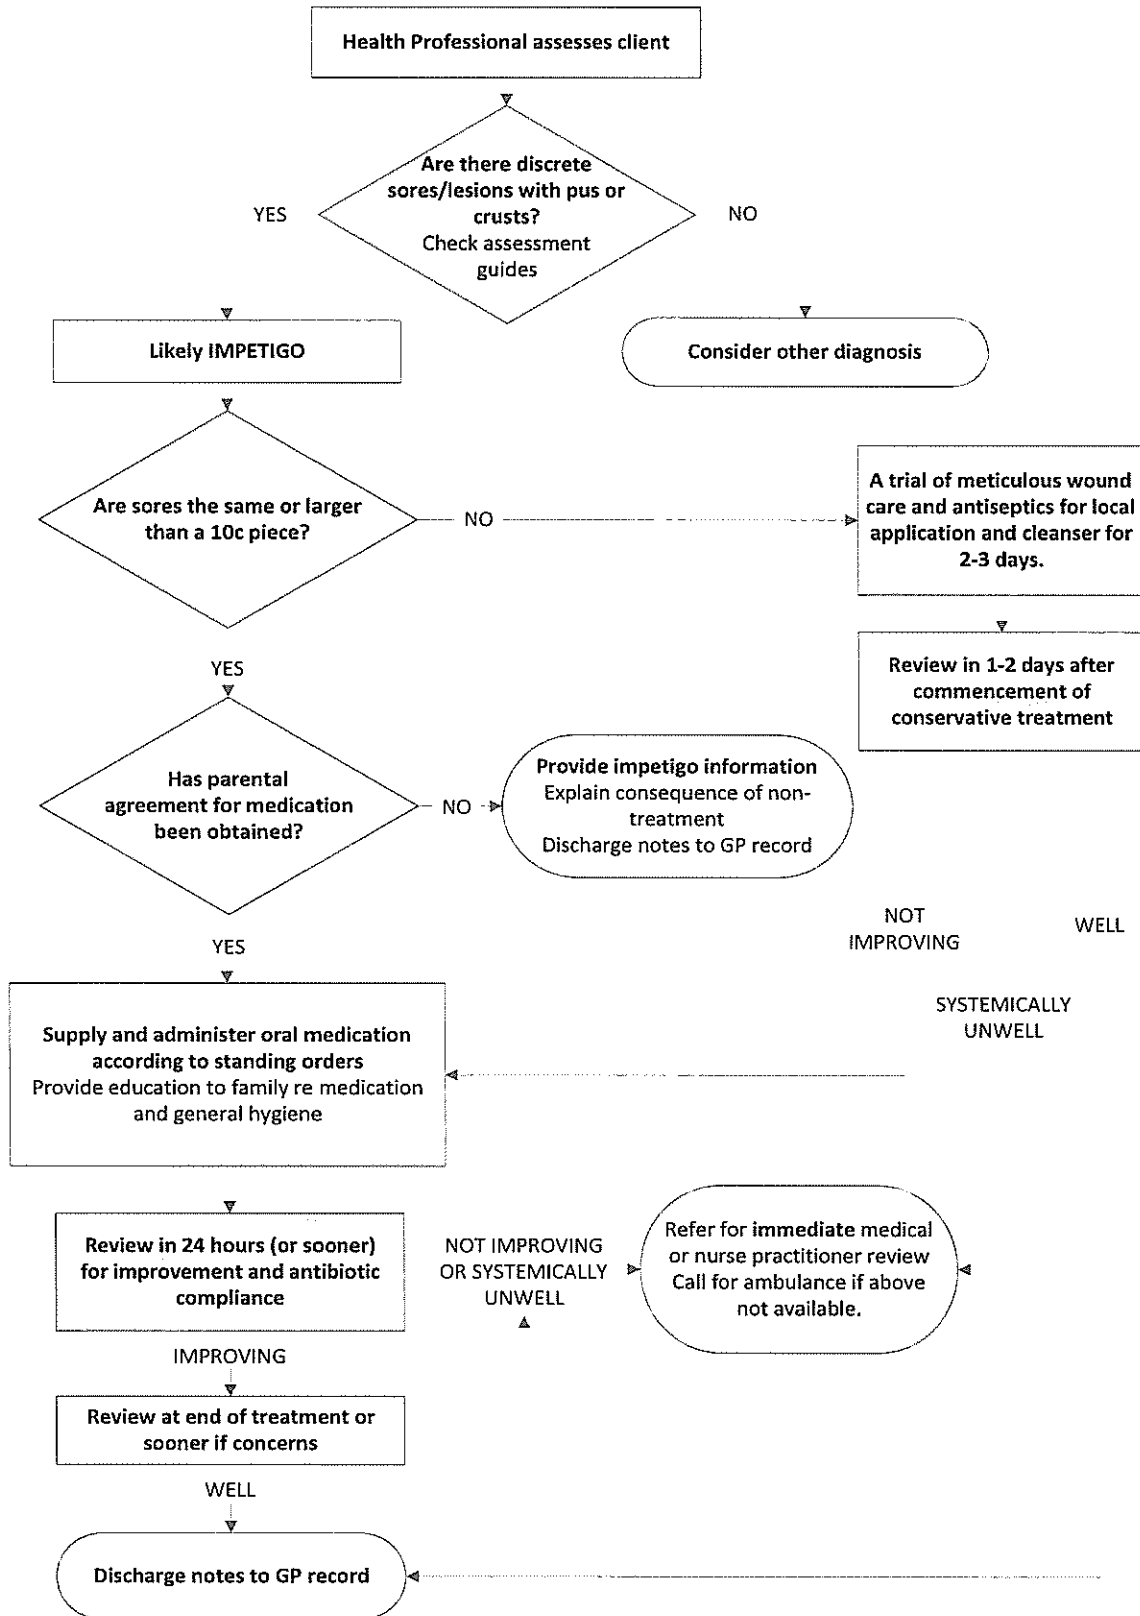 Health Professional assesses client
Are there discrete
sores/lesions with pus or
crusts?
Check assessment
guides
YES
NO
Likely IMPETIGO
Consider other diagnosis
Are sores the same or larger
than a 10c piece?
NO
A trial of meticulous wound
care and antiseptics for local
application and cleanser for
2-3 days.
YES
Review in 1-2 days after
commencement of
conservative treatment
Has parental
agreement for medication
been obtained?
NO
Provide impetigo information
Explain consequence of non-
treatment
Discharge notes to GP record
YES
NOT
IMPROVING
WELL
SYSTEMICALLY
UNWELL
Supply and administer oral medication
according to standing orders
Provide education to family re medication
and general hygiene
Review in 24 hours (or sooner)
for improvement and antibiotic
compliance
NOT IMPROVING
OR SYSTEMICALLY
UNWELL
Refer for immediate medical
or nurse practitioner review
Call for ambulance if above
not available.
IMPROVING
Review at end of treatment or
sooner if concerns
WELL
Discharge notes to GP record